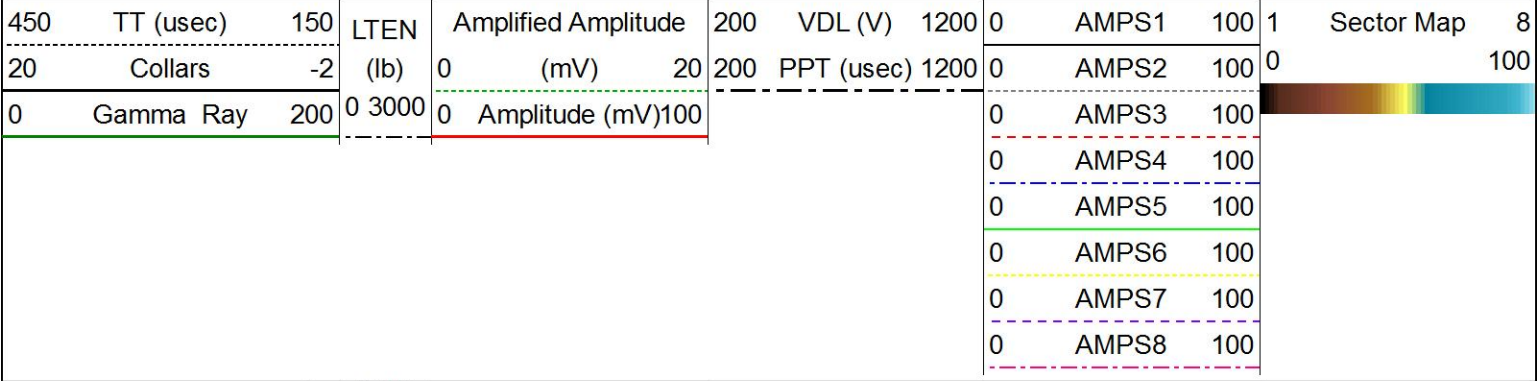 450 TT (usec) 150
20 Collars -2
0 Gamma Ray 200
LTEN
(lb)
0 3000
Amplified Amplitude
0 (mV) 20
0 Amplitude (mV)100
200 VDL (V) 1200
200 PPT (usec) 1200
0 AMPS1 100
0 AMPS2 100
0 AMPS3 100
0 AMPS4 100
0 AMPS5 100
0 AMPS6 100
0 AMPS7 100
0 AMPS8 100
1 Sector Map 8
0 100